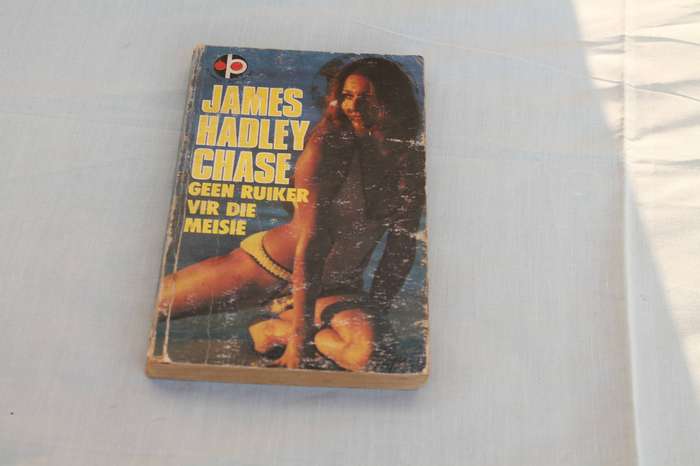 JAMES
HADLEY
CHASE
GEEN RUIKER
VIR DIE
MEISIE